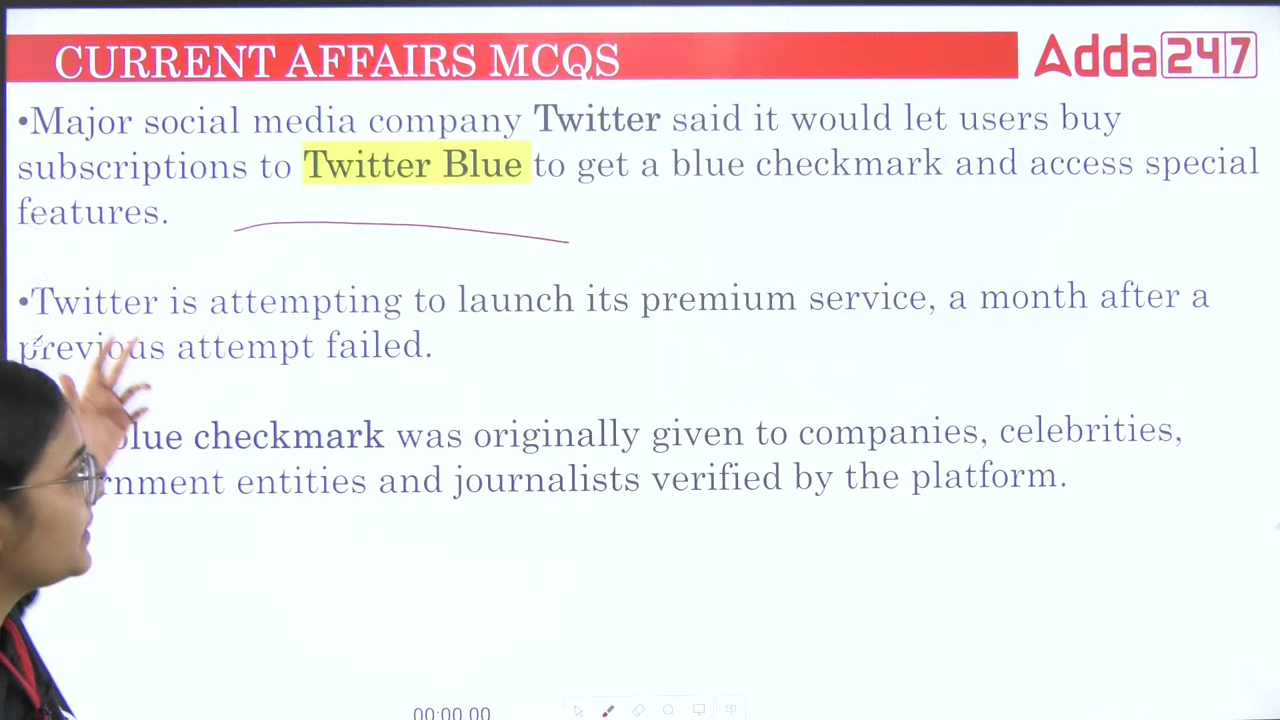 CURRENT AFFAIRS MCQS
Adda247
•Major social media company Twitter said it would let users buy
subscriptions to Twitter Blue to get a blue checkmark and access special
features.
•Twitter is attempting to launch its premium service, a month after a
previous attempt failed.
blue checkmark was originally given to companies, celebrities,
rnment entities and journalists verified by the platform.
00:00.00